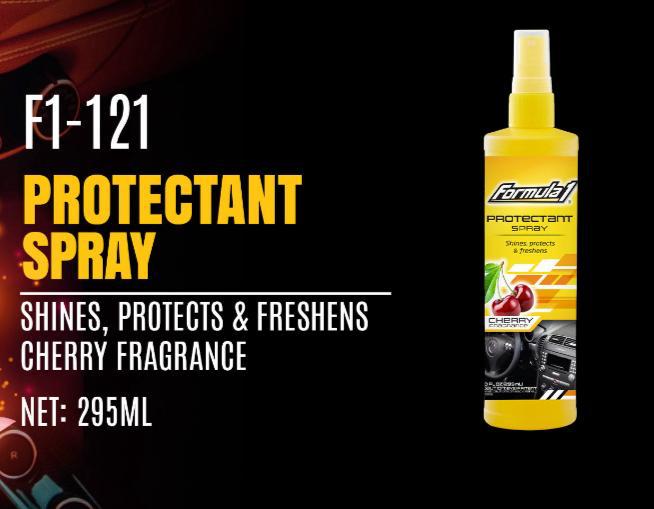 F1-121
PROTECTANT
SPRAY
SHINES, PROTECTS & FRESHENS
CHERRY FRAGRANCE
NET: 295ML
Formula1
PROTECTANT
SPRAY
Shines, protects
& freshens.
CHERRY
FRAGRANCE
R